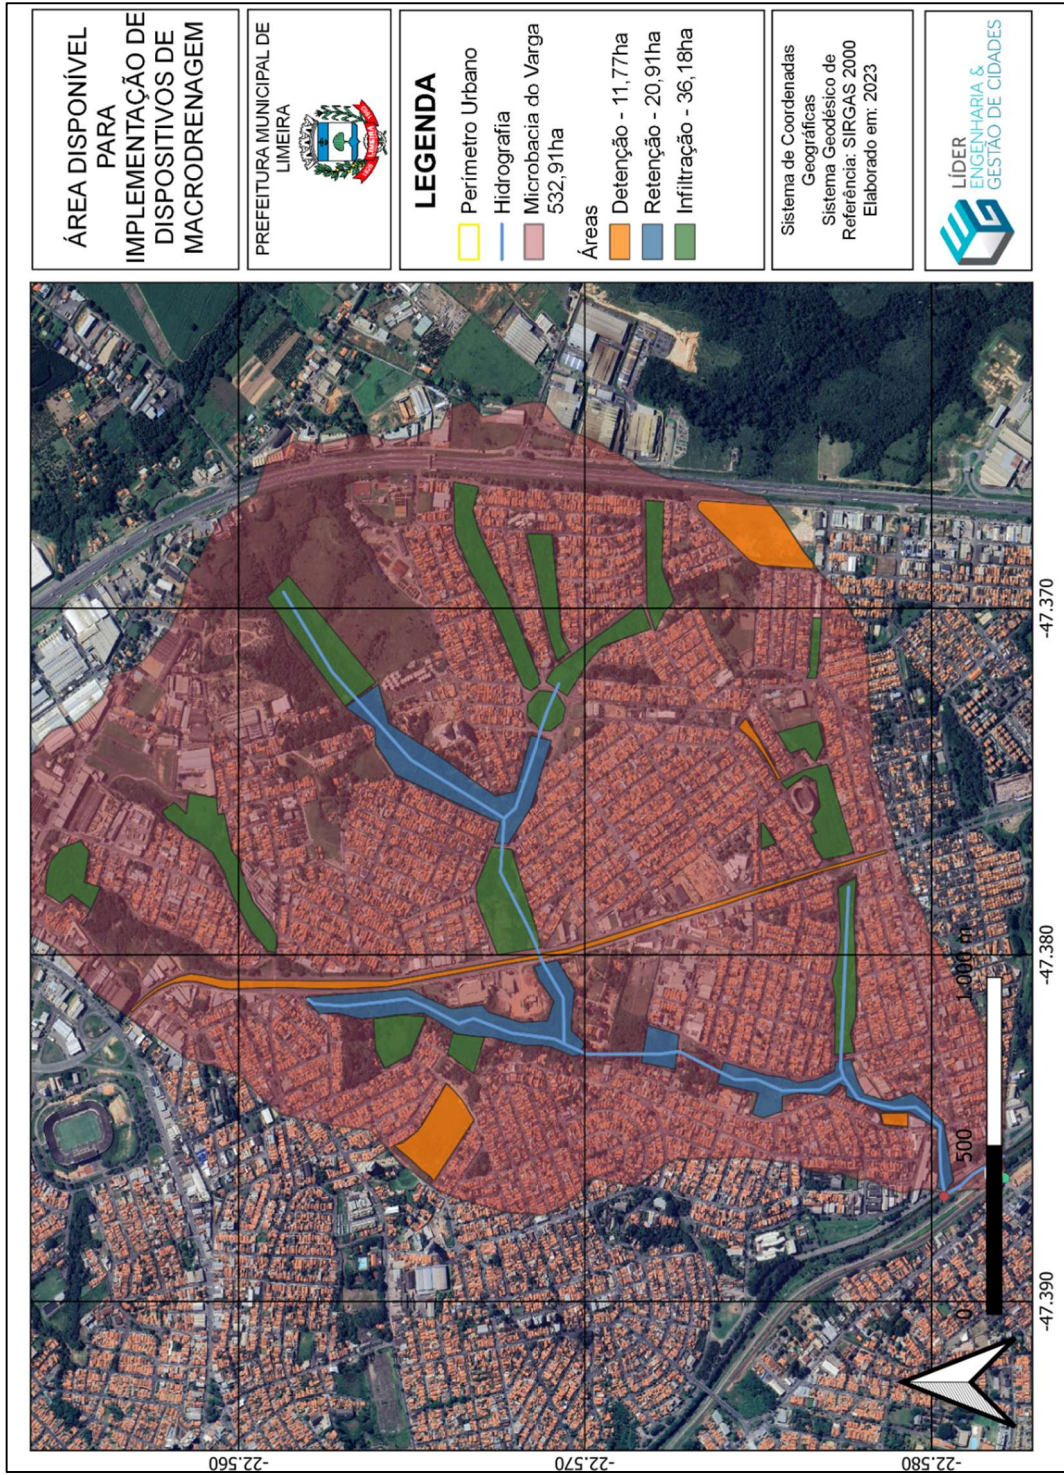 ÁREA DISPONÍVEL
PARA
IMPLEMENTAÇÃO DE
DISPOSITIVOS DE
MACRODRENAGEM
PREFEITURA MUNICIPAL DE
LIMEIRA
LIMEIRA
LEGENDA
Perímetro Urbano
Hidrografia
Microbacia do Varga
532,91ha
Áreas
Detenção - 11,77ha
Retenção - 20,91ha
Infiltração - 36,18ha
Sistema de Coordenadas
Geográficas
Sistema Geodésico de
Referência: SIRGAS 2000
Elaborado em: 2023
LÍDER
ENGENHARIA &
GESTÃO DE CIDADES
-22.560
-22.570
-22.580
-47.390
-47.380
-47.370
0
500
1.000 m